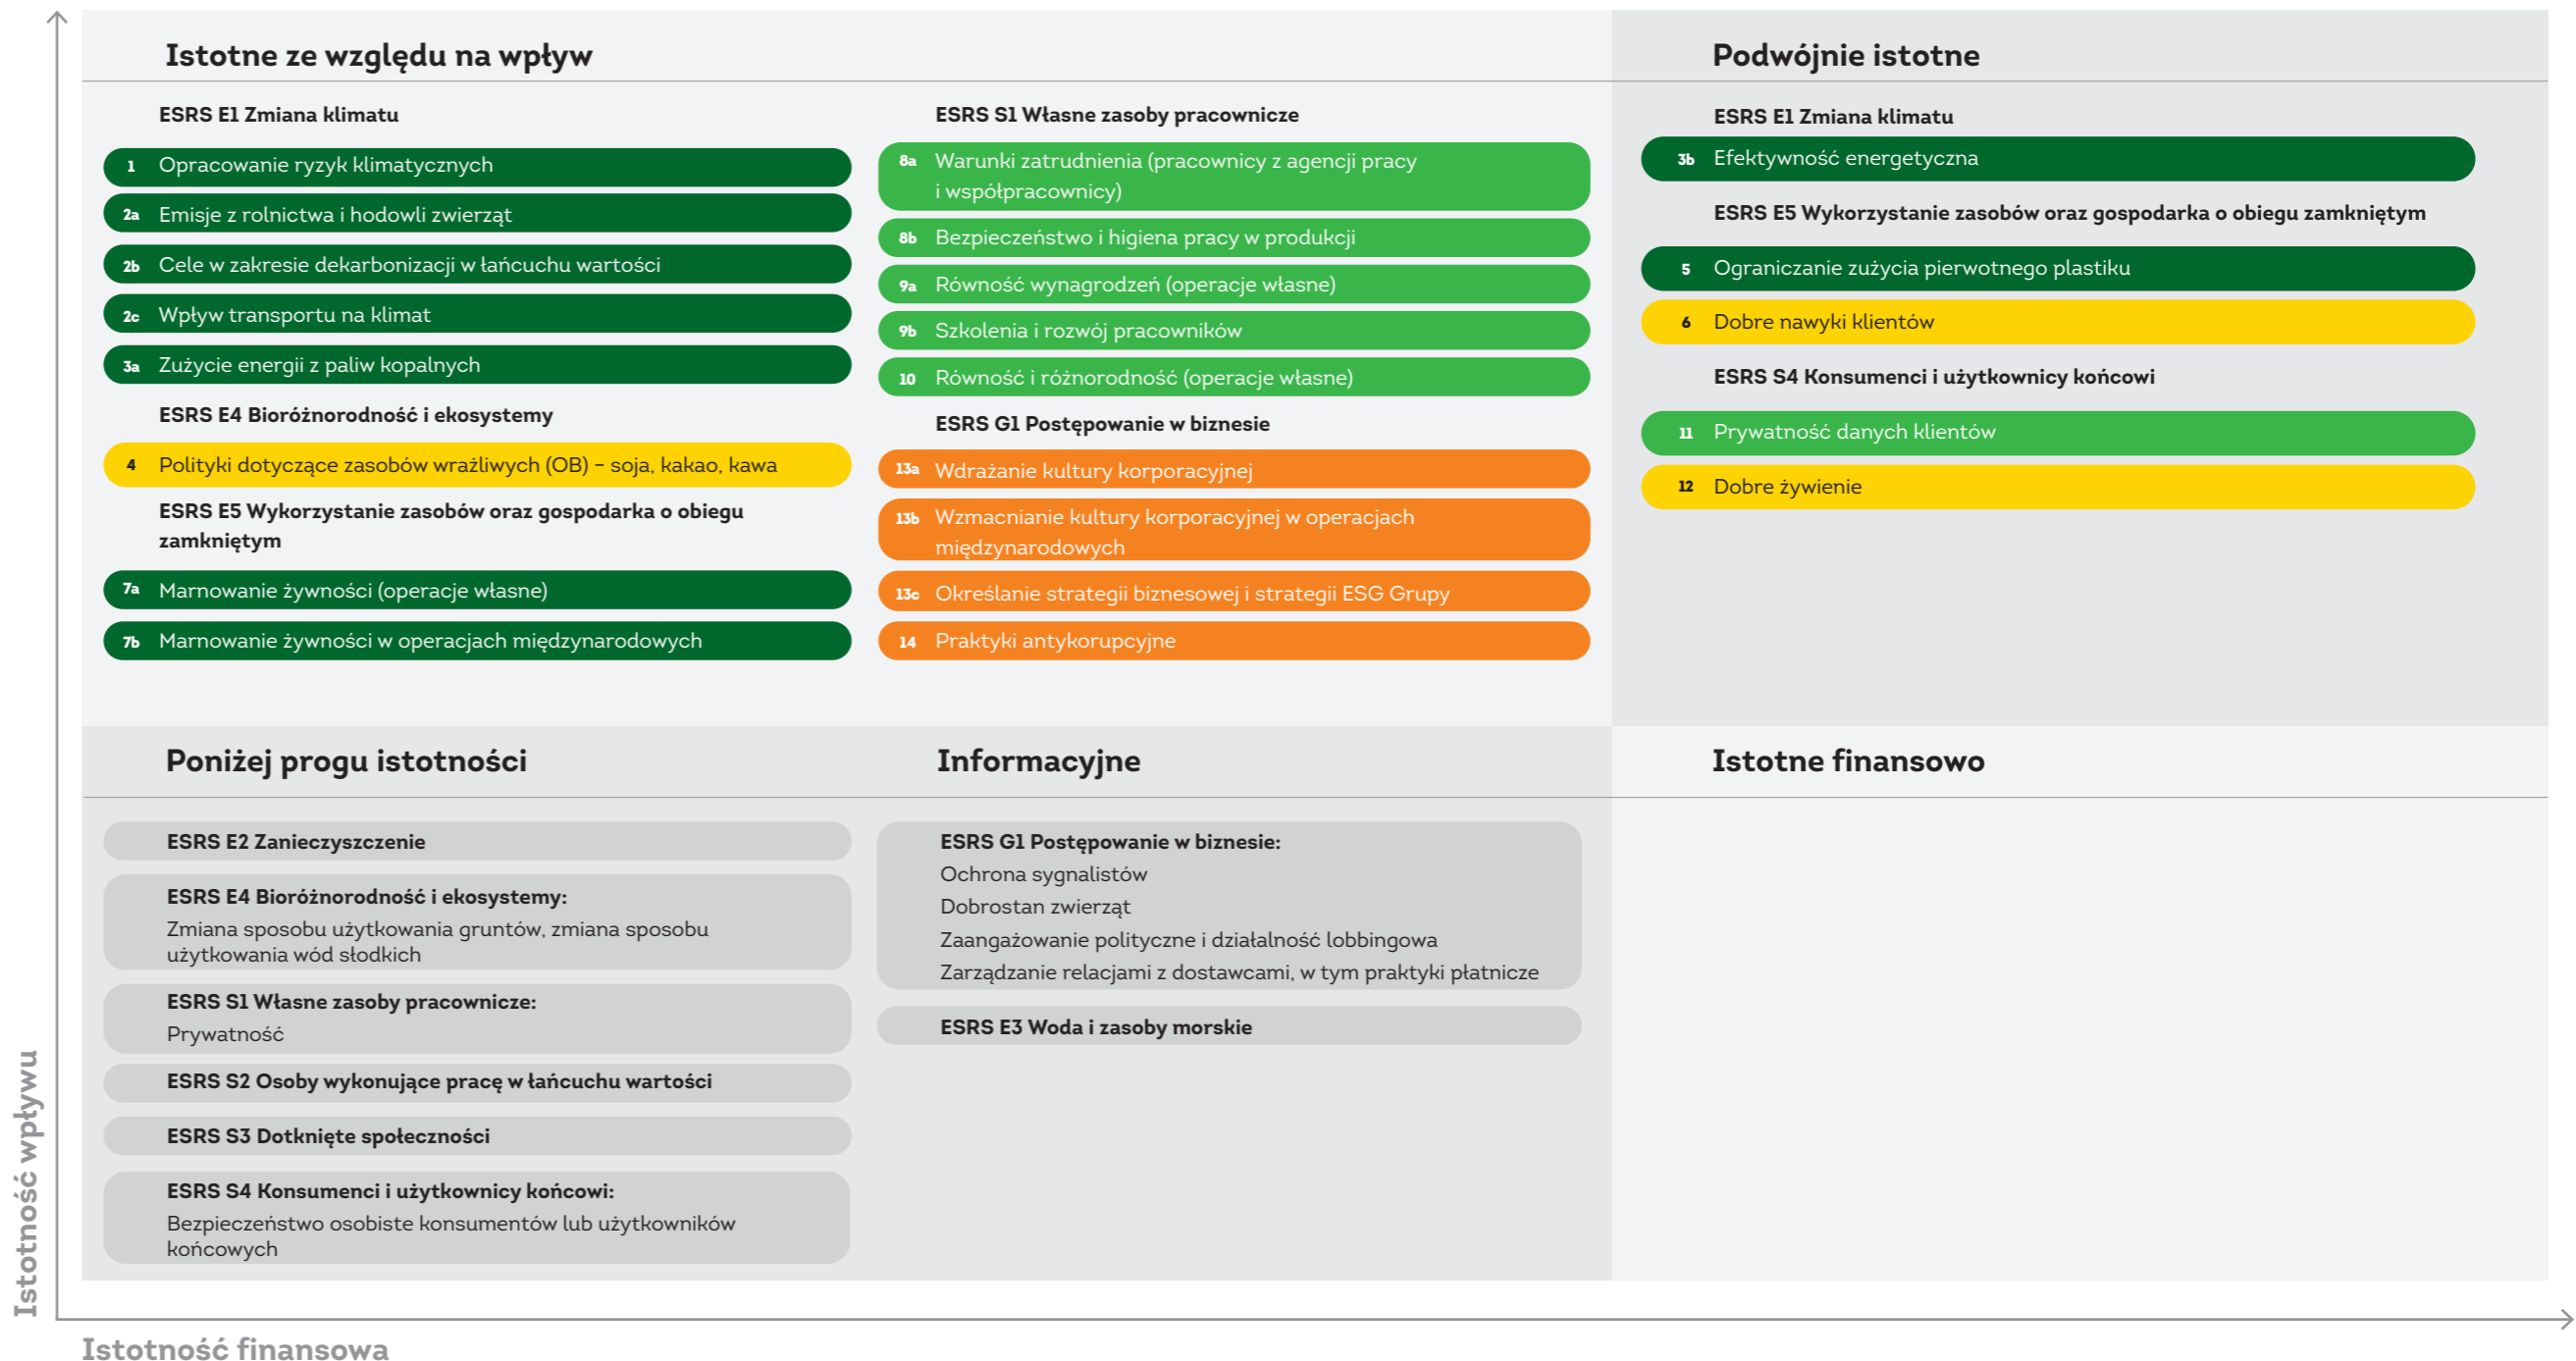 Istotne ze względu na wpływ
ESRS E1 Zmiana klimatu
1 Opracowanie ryzyk klimatycznych
2a Emisje z rolnictwa i hodowli zwierząt
2b Cele w zakresie dekarbonizacji w łańcuchu wartości
2c Wpływ transportu na klimat
3a Zużycie energii z paliw kopalnych
ESRS E4 Bioróżnorodność i ekosystemy
4 Polityki dotyczące zasobów wrażliwych (OB) – soja, kakao, kawa
ESRS E5 Wykorzystanie zasobów oraz gospodarka o obiegu
zamkniętym
7a Marnowanie żywności (operacje własne)
7b Marnowanie żywności w operacjach międzynarodowych
ESRS S1 Własne zasoby pracownicze
8a Warunki zatrudnienia (pracownicy z agencji pracy
i współpracownicy)
8b Bezpieczeństwo i higiena pracy w produkcji
9a Równość wynagrodzeń (operacje własne)
9b Szkolenia i rozwój pracowników
10 Równość i różnorodność (operacje własne)
ESRS G1 Postępowanie w biznesie
13a Wdrażanie kultury korporacyjnej
13b Wzmacnianie kultury korporacyjnej w operacjach
międzynarodowych
13c Określanie strategii biznesowej i strategii ESG Grupy
14 Praktyki antykorupcyjne
Podwójnie istotne
ESRS E1 Zmiana klimatu
3b Efektywność energetyczna
ESRS E5 Wykorzystanie zasobów oraz gospodarka o obiegu zamkniętym
5 Ograniczanie zużycia pierwotnego plastiku
6 Dobre nawyki klientów
ESRS S4 Konsumenci i użytkownicy końcowi
11 Prywatność danych klientów
12 Dobre żywienie
Poniżej progu istotności
ESRS E2 Zanieczyszczenie
ESRS E4 Bioróżnorodność i ekosystemy:
Zmiana sposobu użytkowania gruntów, zmiana sposobu
użytkowania wód słodkich
ESRS S1 Własne zasoby pracownicze:
Prywatność
ESRS S2 Osoby wykonujące pracę w łańcuchu wartości
ESRS S3 Dotknięte społeczności
ESRS S4 Konsumenci i użytkownicy końcowi:
Bezpieczeństwo osobiste konsumentów lub użytkowników
końcowych
Informacyjne
ESRS G1 Postępowanie w biznesie:
Ochrona sygnalistów
Dobrostan zwierząt
Zaangażowanie polityczne i działalność lobbingowa
Zarządzanie relacjami z dostawcami, w tym praktyki płatnicze
ESRS E3 Woda i zasoby morskie
Istotne finansowo
Istotność wpływu
Istotność finansowa